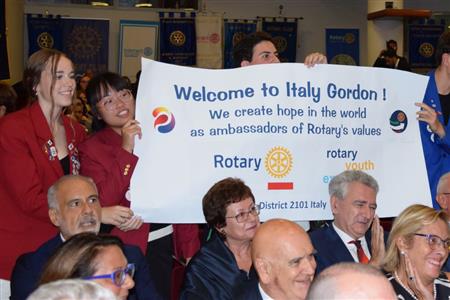 Welcome to Italy Gordon !
We create hope in the world
as ambassadors of Rotary's values
Rotary
rotary
youth
District 2101 Italy